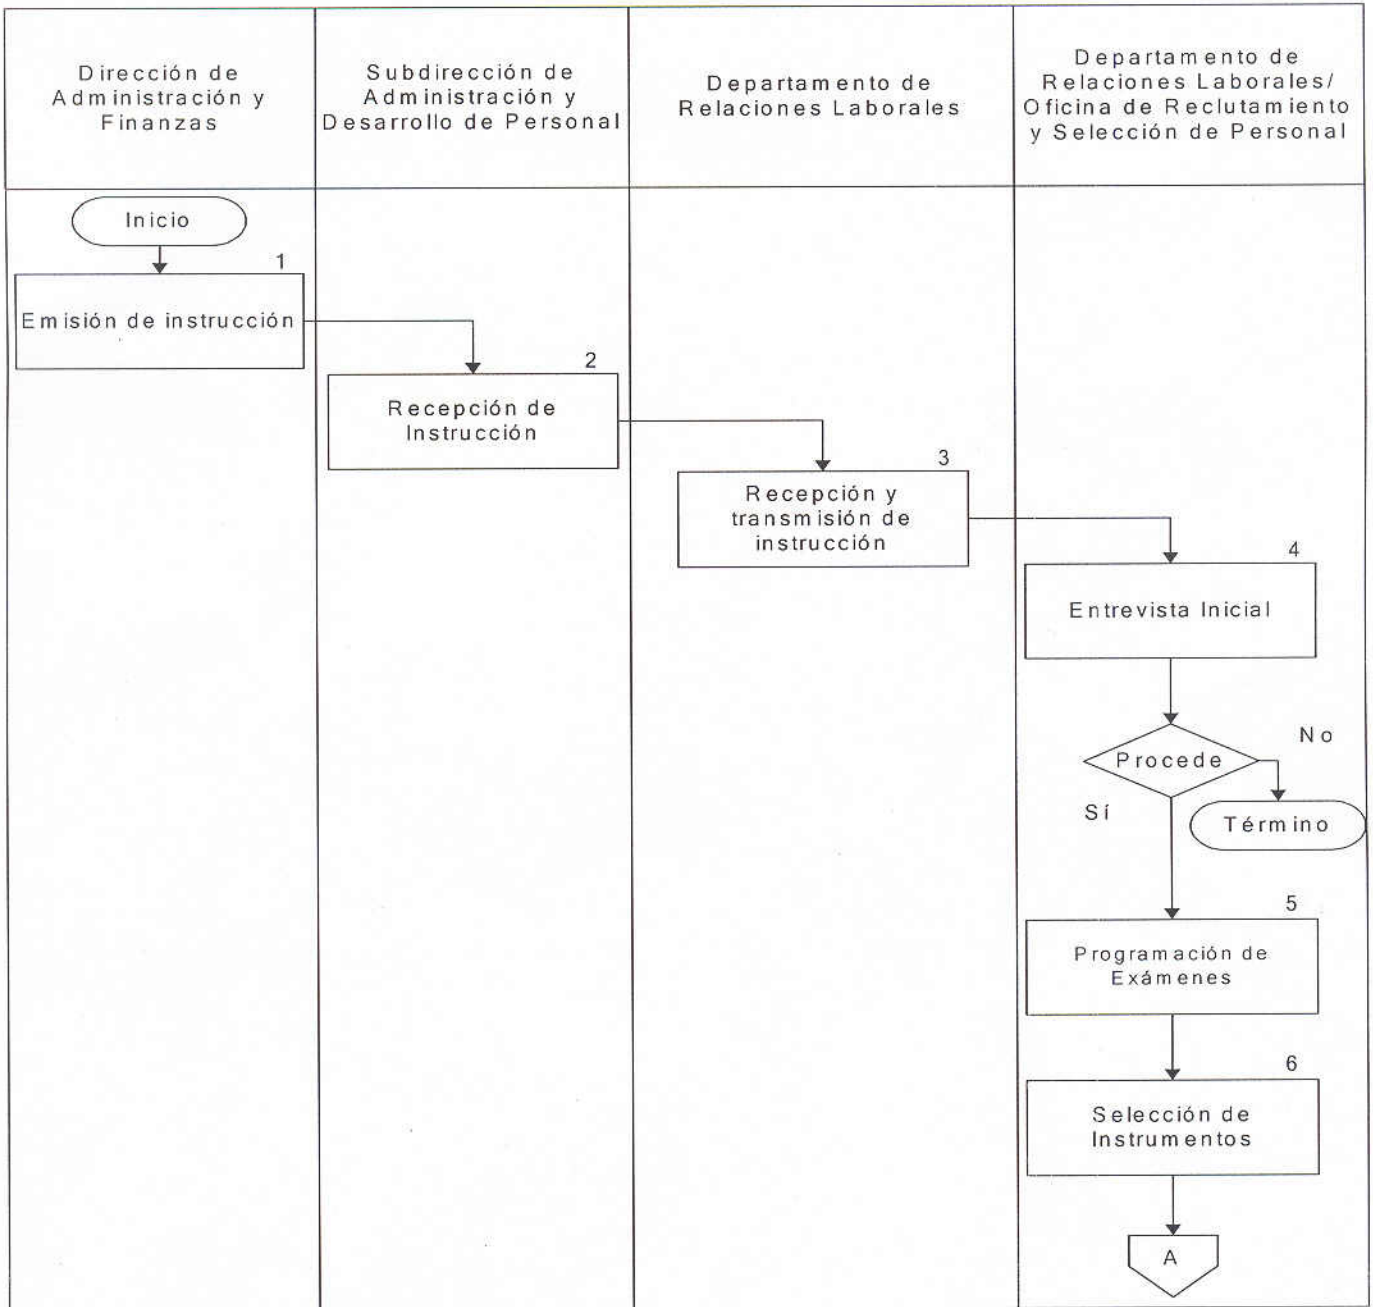 Dirección de
Administración y
Finanzas
Subdirección de
Administración y
Desarrollo de Personal
Departamento de
Relaciones Laborales
Departamento de
Relaciones Laborales/
Oficina de Reclutamiento
y Selección de Personal
Inicio
1
Emisión de instrucción
2
Recepción de
Instrucción
3
Recepción y
transmisión de
instrucción
4
Entrevista Inicial
Procede
No
Sí
Término
5
Programación de
Exámenes
6
Selección de
Instrumentos
A